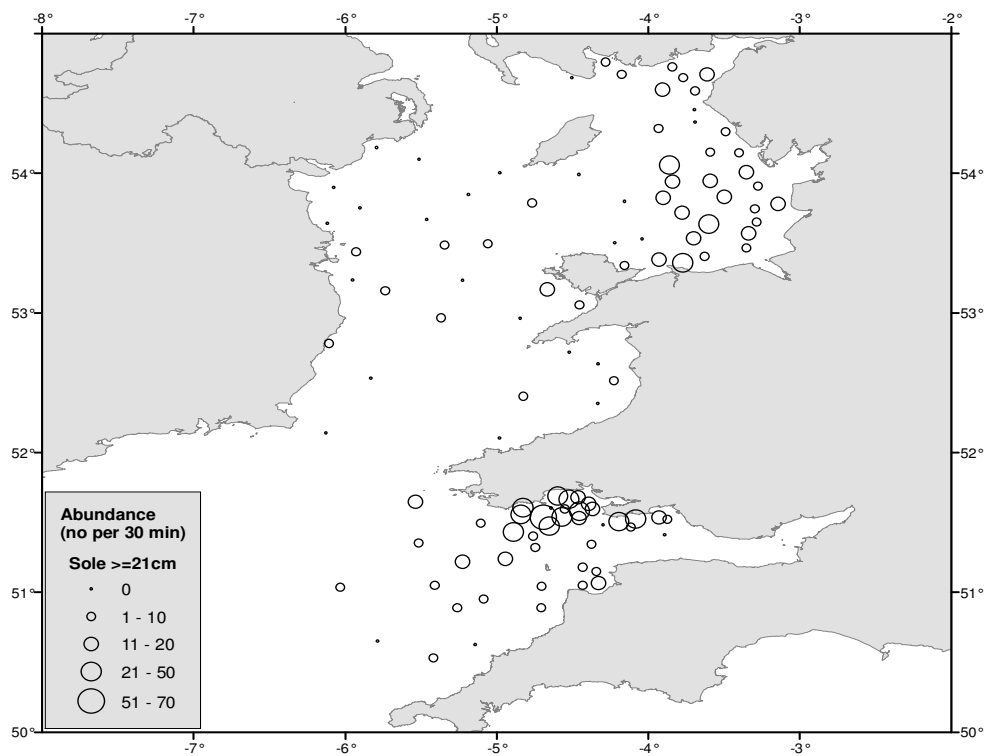 -8° -7° -6° -5° -4° -3° -2°
54° 54°
53° 53°
52° 52°
51° 51°
50° 50°
Abundance
(no per 30 min)
Sole >=21cm
0
1 - 10
11 - 20
21 - 50
51 - 70
-7° -6° -5° -4° -3°